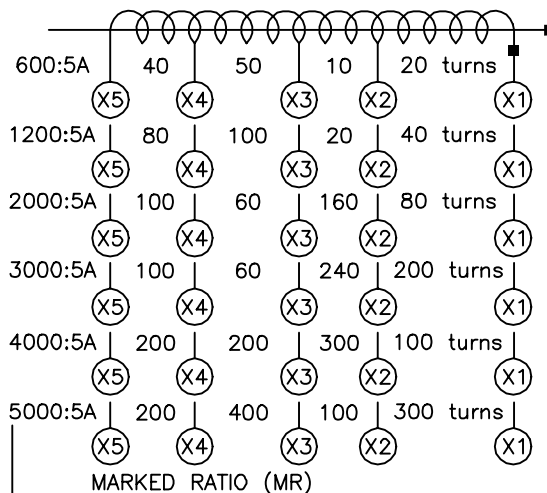 600:5A 40 50 10 20 turns
X5 X4 X3 X2 X1
1200:5A 80 100 20 40 turns
X5 X4 X3 X2 X1
2000:5A 100 60 160 80 turns
X5 X4 X3 X2 X1
3000:5A 100 60 240 200 turns
X5 X4 X3 X2 X1
4000:5A 200 200 300 100 turns
X5 X4 X3 X2 X1
5000:5A 200 400 100 300 turns
X5 X4 X3 X2 X1
MARKED RATIO (MR)